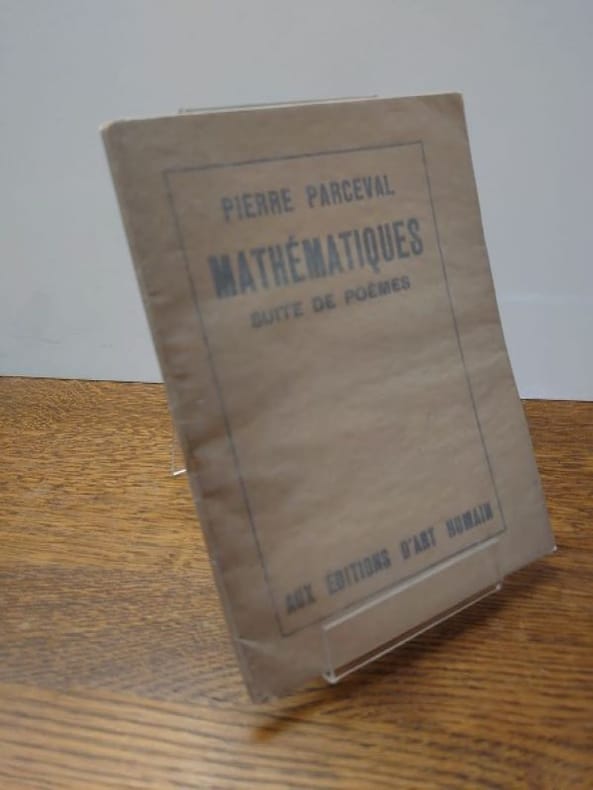 PIERRE PARCEVAL
MATHÉMATIQUES
SUITE DE POÈMES
AUX ÉDITIONS D'ART HUMAIN